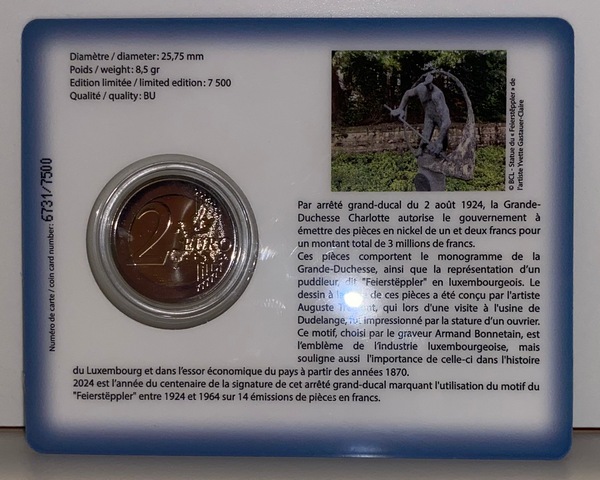 Diamètre / diameter: 25,75 mm
Poids / weight: 8,5 gr
Edition limitée / limited edition: 7 500
Qualité / quality: BU
Numéro de carte / coin card number: 6731/7500
2 EURO
© BCL - Statue du « Feierstëppler » de
l'artiste Yvette Gastauer-Claire
Par arrêté grand-ducal du 2 août 1924, la Grande-
Duchesse Charlotte autorise le gouvernement à
émettre des pièces en nickel de un et deux francs pour
un montant total de 3 millions de francs.
Ces pièces comportent le monogramme de la
Grande-Duchesse, ainsi que la représentation d'un
puddleur, dit "Feierstëppler" en luxembourgeois. Le
dessin à la de ces pièces a été conçu par l'artiste
Auguste qui lors d'une visite à l'usine de
Dudelange, fut impressionné par la stature d'un ouvrier.
Ce motif, choisi par le graveur Armand Bonnetain, est
l'emblème de l'industrie luxembourgeoise, mais
souligne aussi l'importance de celle-ci dans l'histoire
du Luxembourg et dans l'essor économique du pays à partir des années 1870.
2024 est l'année du centenaire de la signature de cet arrêté grand-ducal marquant l'utilisation du motif du
"Feierstëppler" entre 1924 et 1964 sur 14 émissions de pièces en francs.